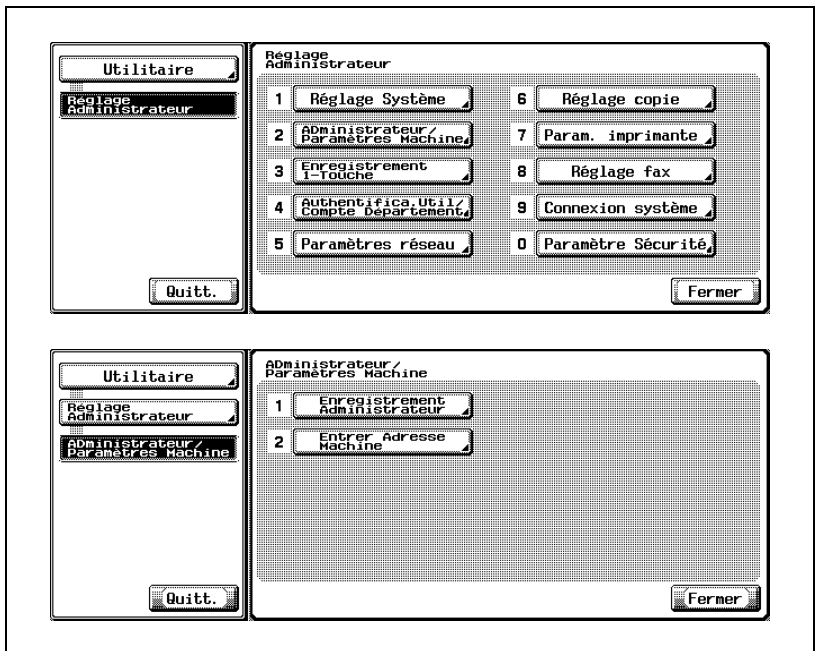 Utilitaire
Réglage
Administrateur
Quitt.
Réglage
Administrateur
1 Réglage Système
2 ADministrateur/
Paramètres Machine
3 Enregistrement
1-Touche
4 Authentifica.Util/
Compte Département
5 Paramètres réseau
6 Réglage copie
7 Param. imprimante
8 Réglage fax
9 Connexion système
0 Paramètre Sécurité
Fermer
Utilitaire
Réglage
Administrateur
ADministrateur/
Paramètres Machine
Quitt.
ADministrateur/
Paramètres Machine
1 Enregistrement
Administrateur
2 Entrer Adresse
Machine
Fermer